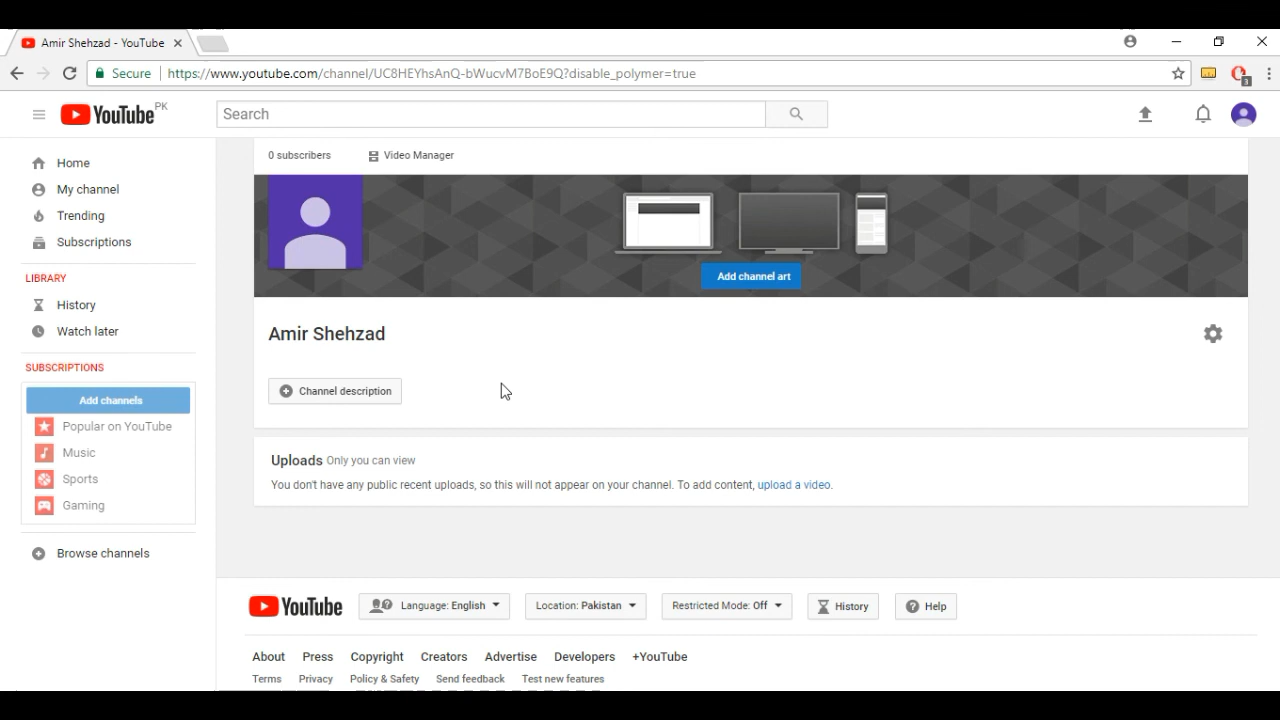 Amir Shehzad - YouTube
Secure https://www.youtube.com/channel/UC8HEYhsAnQ-bWucvM7BoE9Q?disable_polymer=true
3
YouTube PK
Search
Home
My channel
Trending
Subscriptions
LIBRARY
History
Watch later
SUBSCRIPTIONS
Add channels
Popular on YouTube
Music
Sports
Gaming
Browse channels
0 subscribers Video Manager
Add channel art
Amir Shehzad
Channel description
Uploads Only you can view
You don't have any public recent uploads, so this will not appear on your channel. To add content, upload a video.
YouTube Language: English Location: Pakistan Restricted Mode: Off History Help
About Press Copyright Creators Advertise Developers +YouTube
Terms Privacy Policy & Safety Send feedback Test new features